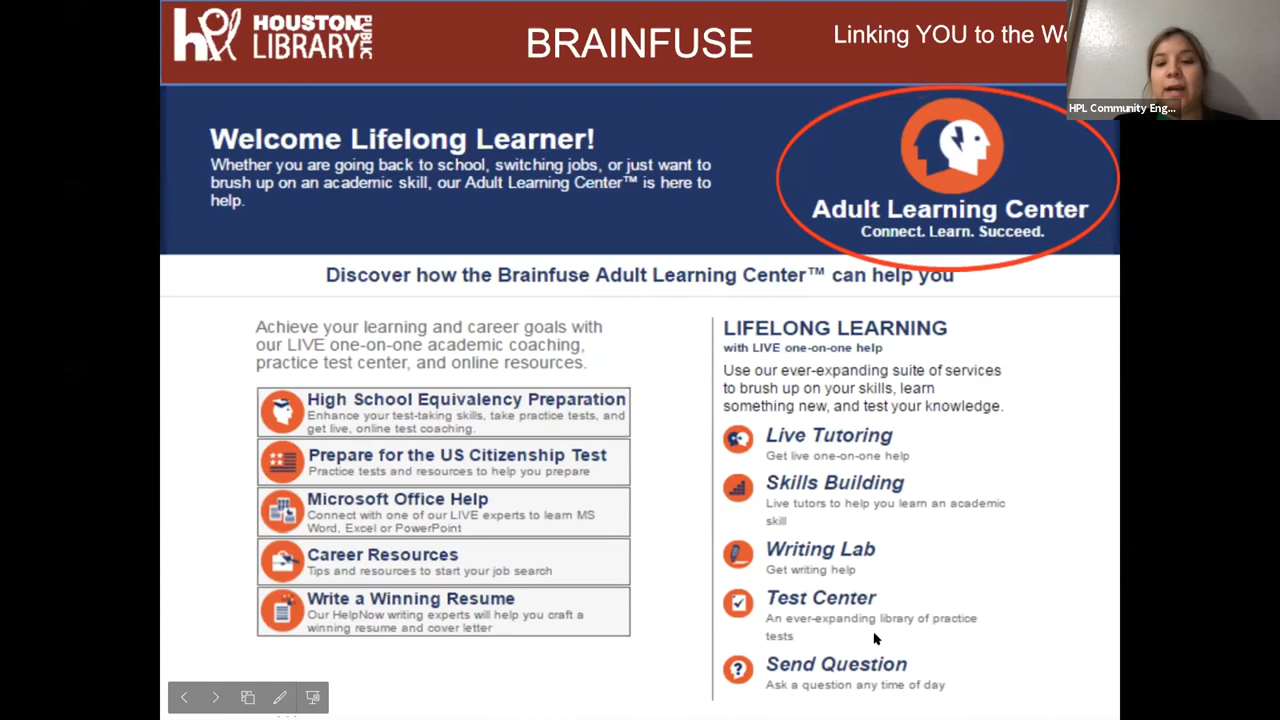 HOUSTON
PUBLIC
LIBRARY
BRAINFUSE
Linking YOU to the
HPL Community Eng...
Welcome Lifelong Learner!
Whether you are going back to school, switching jobs, or just want to
brush up on an academic skill, our Adult Learning Center™ is here to
help.
Adult Learning Center
Connect. Learn. Succeed.
Discover how the Brainfuse Adult Learning Center™ can help you
Achieve your learning and career goals with
our LIVE one-on-one academic coaching,
practice test center, and online resources.
High School Equivalency Preparation
Enhance your test-taking skills, take practice tests, and
get live, online test coaching.
Prepare for the US Citizenship Test
Practice tests and resources to help you prepare
Microsoft Office Help
Connect with one of our LIVE experts to learn MS
Word, Excel or PowerPoint
Career Resources
Tips and resources to start your job search
Write a Winning Resume
Our HelpNow writing experts will help you craft a
winning resume and cover letter
LIFELONG LEARNING
with LIVE one-on-one help
Use our ever-expanding suite of services
to brush up on your skills, learn
something new, and test your knowledge.
Live Tutoring
Get live one-on-one help
Skills Building
Live tutors to help you learn an academic
skill
Writing Lab
Get writing help
Test Center
An ever-expanding library of practice
tests
Send Question
Ask a question any time of day